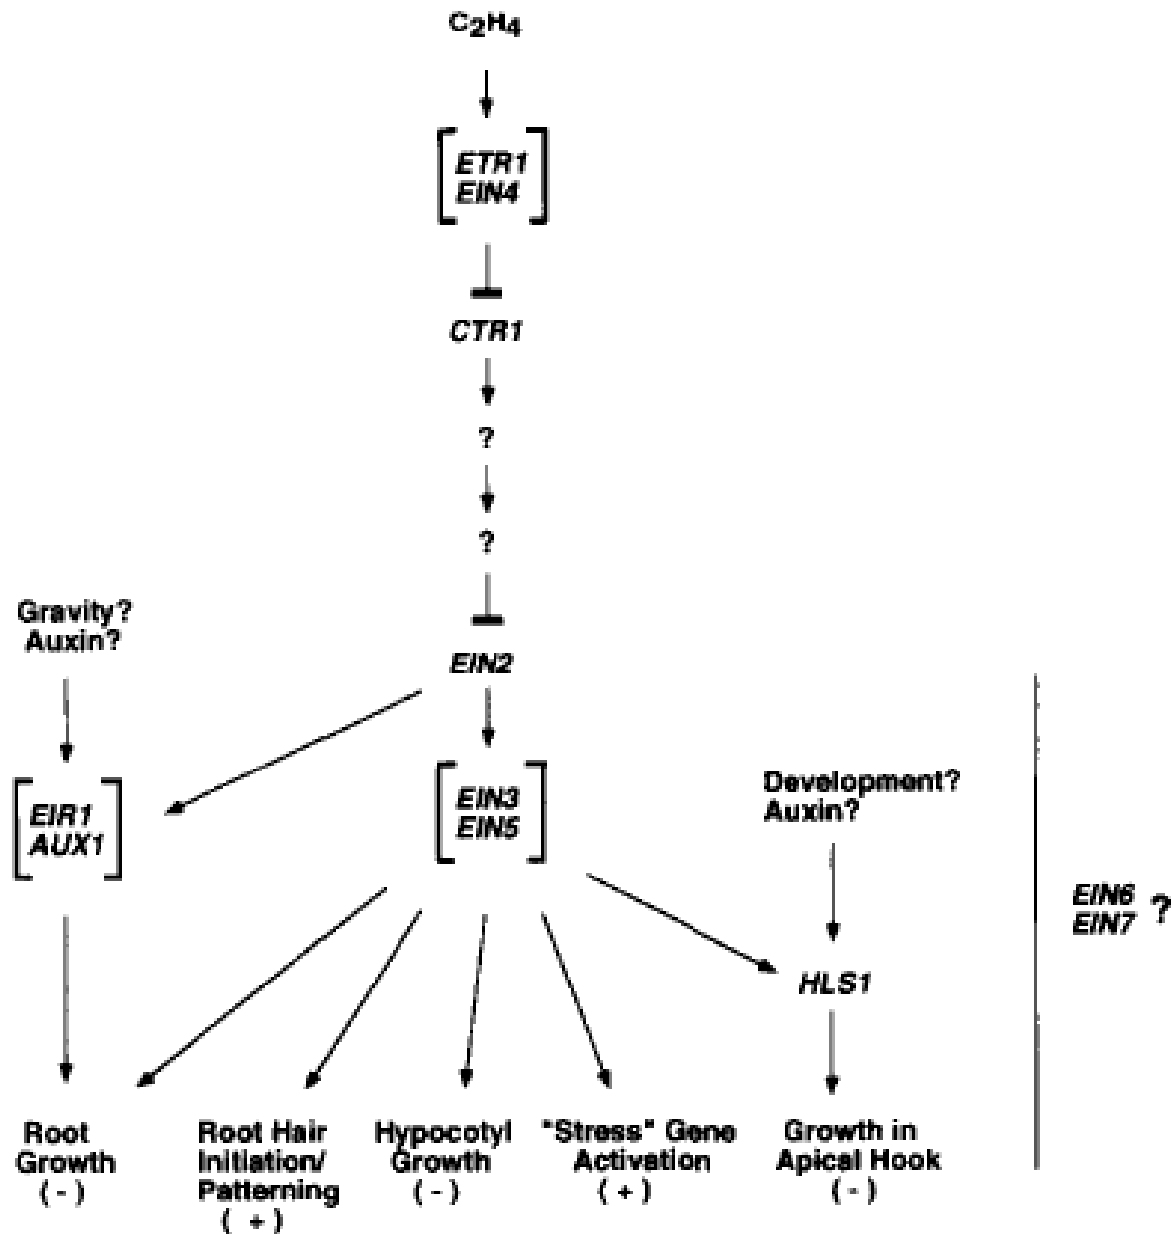 C₂H₄
ETR1
EIN4
CTR1
?
?
Gravity?
Auxin?
EIN2
EIR1
AUX1
EIN3
EIN5
Development?
Auxin?
HLS1
EIN6
EIN7
?
Root
Growth
(-)
Root Hair
Initiation/
Patterning
(+)
Hypocotyl
Growth
(-)
"Stress" Gene
Activation
(+)
Growth in
Apical Hook
(-)